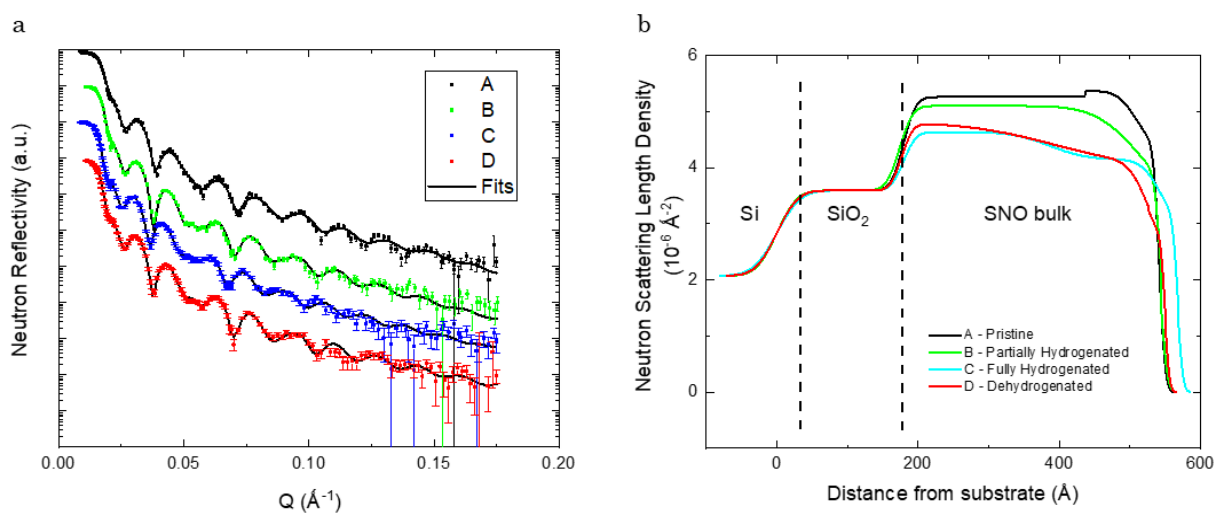 a
Neutron Reflectivity (a.u.)
A
B
C
D
Fits
0.00 0.05 0.10 0.15 0.20
Q (Å⁻¹)
b
Neutron Scattering Length Density
(10⁻⁶ Å⁻²)
6
4
2
0
Si
SiO₂
SNO bulk
A - Pristine
B - Partially Hydrogenated
C - Fully Hydrogenated
D - Dehydrogenated
0 200 400 600
Distance from substrate (Å)